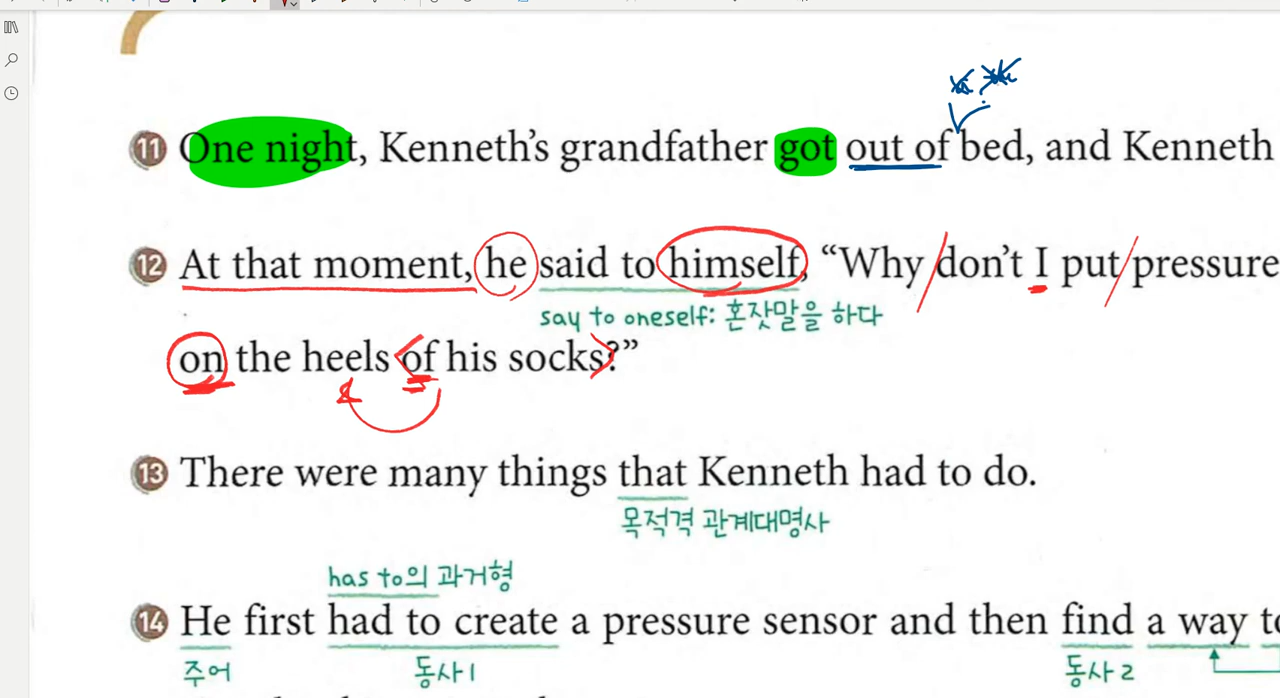 11 One night, Kenneth's grandfather got out of bed, and Kenneth
12 At that moment, he said to himself, “Why don't I put pressure
say to oneself: 혼잣말을 하다
on the heels of his socks?”
13 There were many things that Kenneth had to do.
목적격 관계대명사
has to의 과거형
14 He first had to create a pressure sensor and then find a way to
주어 동사1 동사2